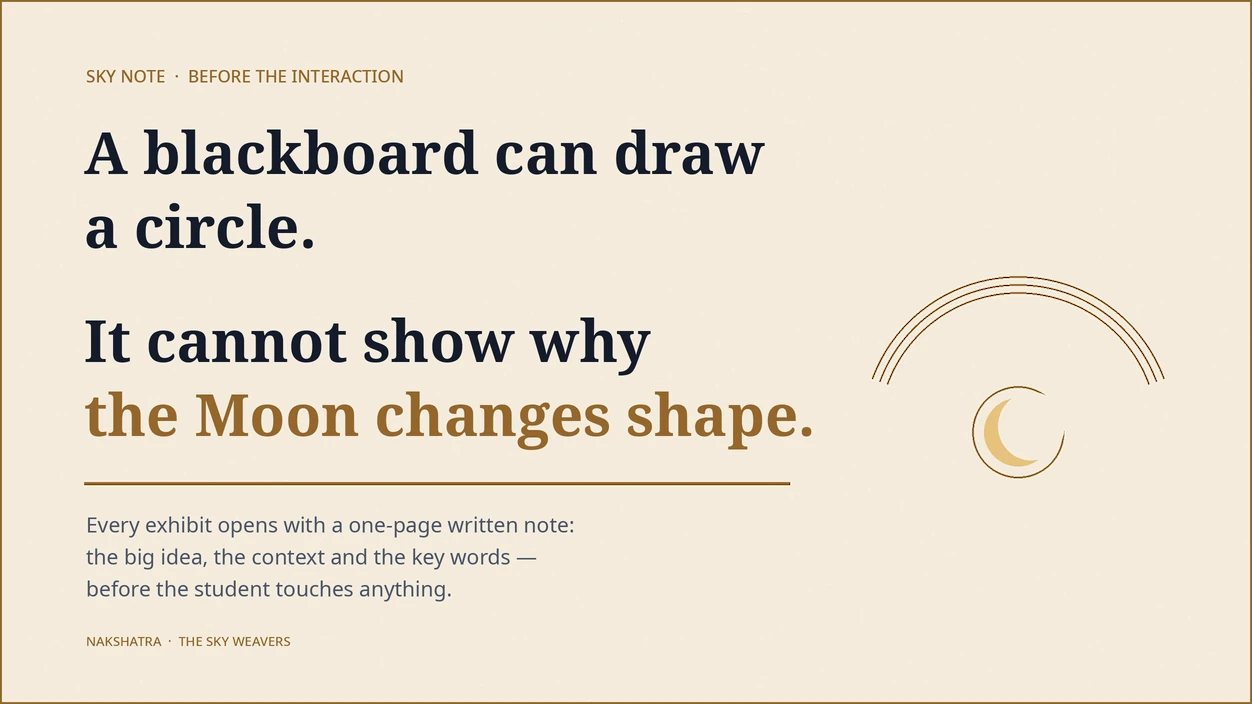 SKY NOTE · BEFORE THE INTERACTION
A blackboard can draw
a circle.
It cannot show why
the Moon changes shape.
Every exhibit opens with a one-page written note:
the big idea, the context and the key words —
before the student touches anything.
NAKSHATRA · THE SKY WEAVERS